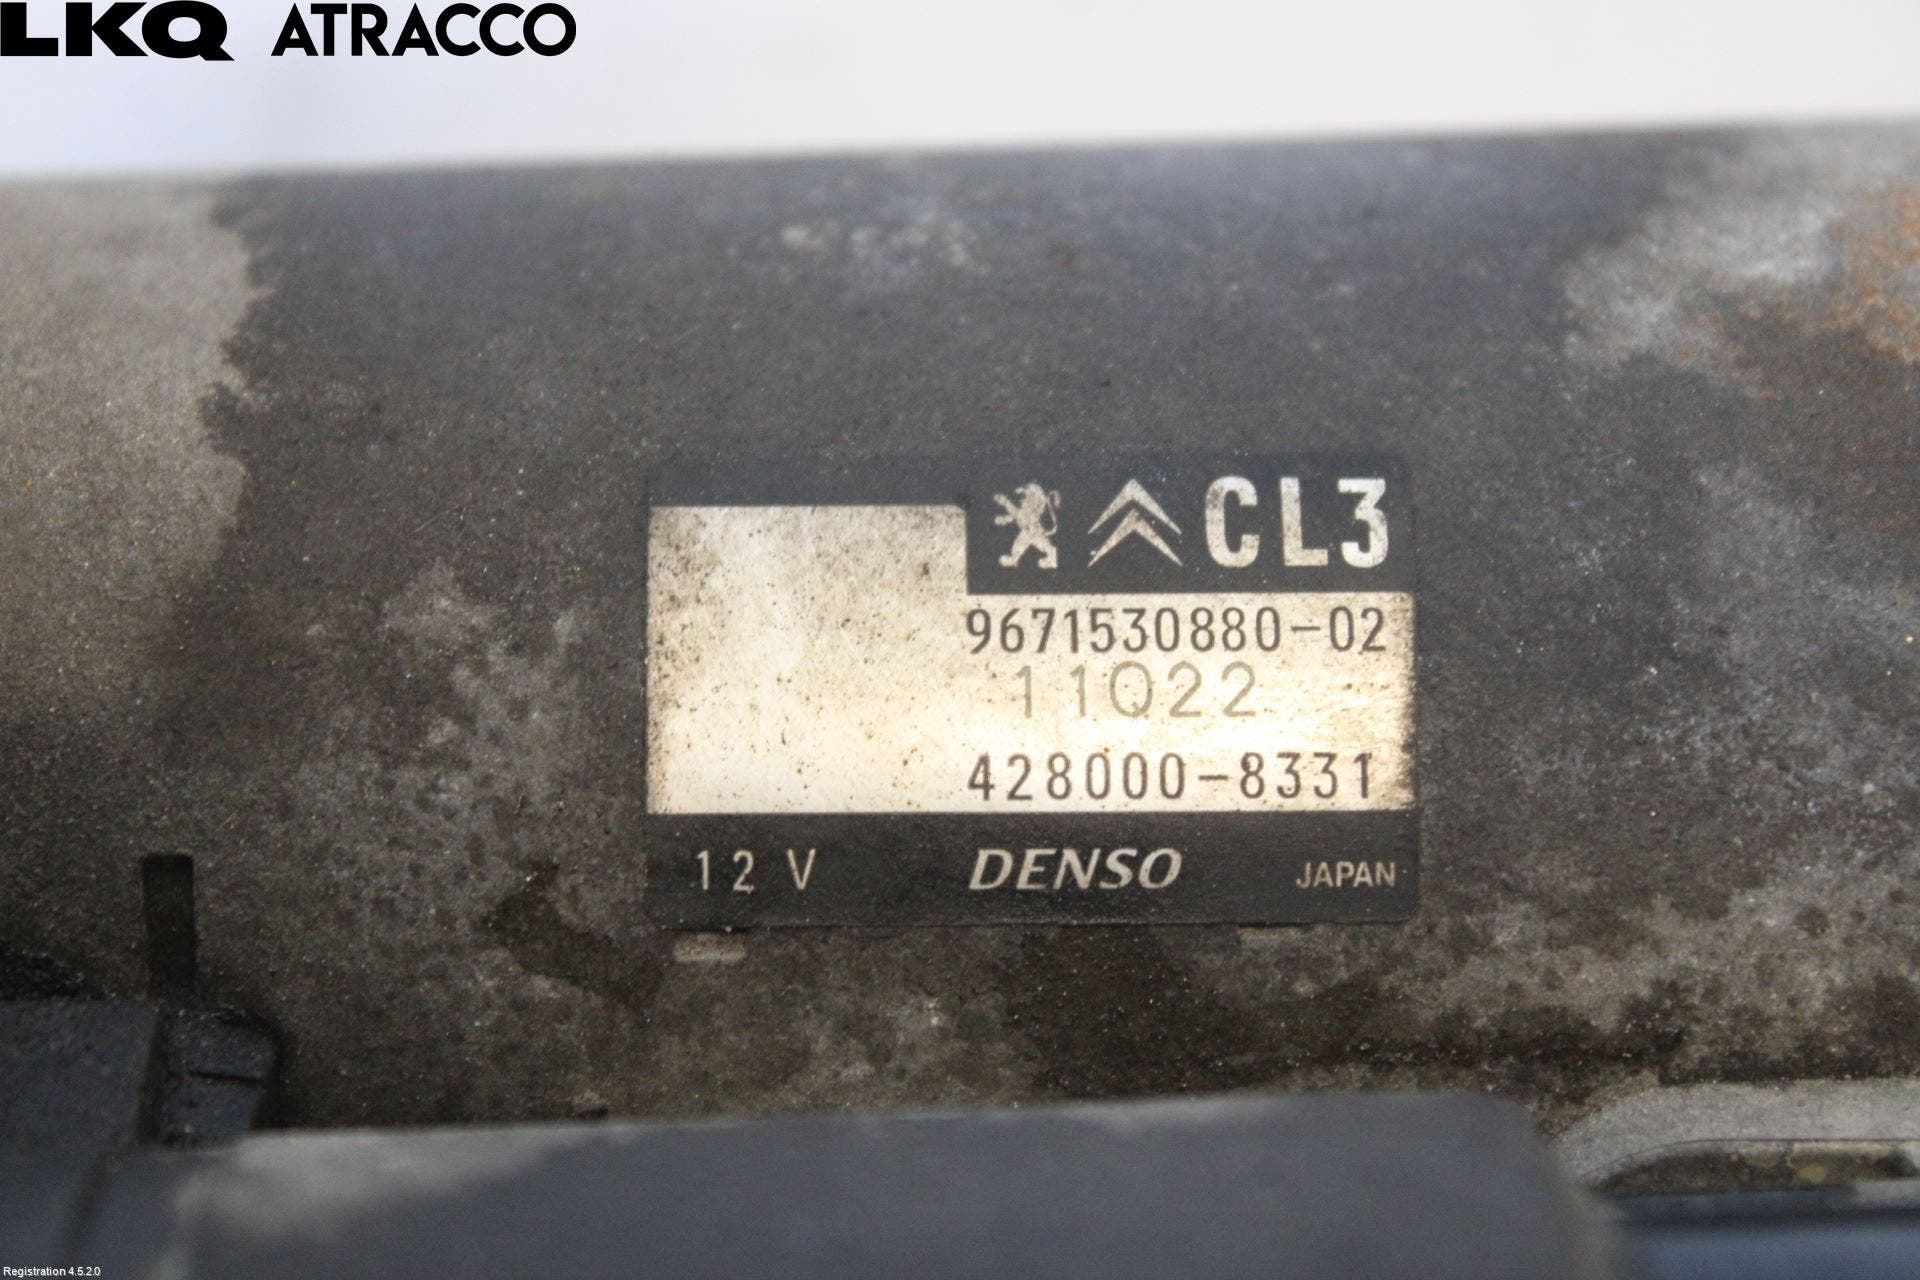 LKQ ATRACCO
CL3
9671530880-02
11Q22
428000-8331
12 V DENSO JAPAN
Registration 4.5.2.0